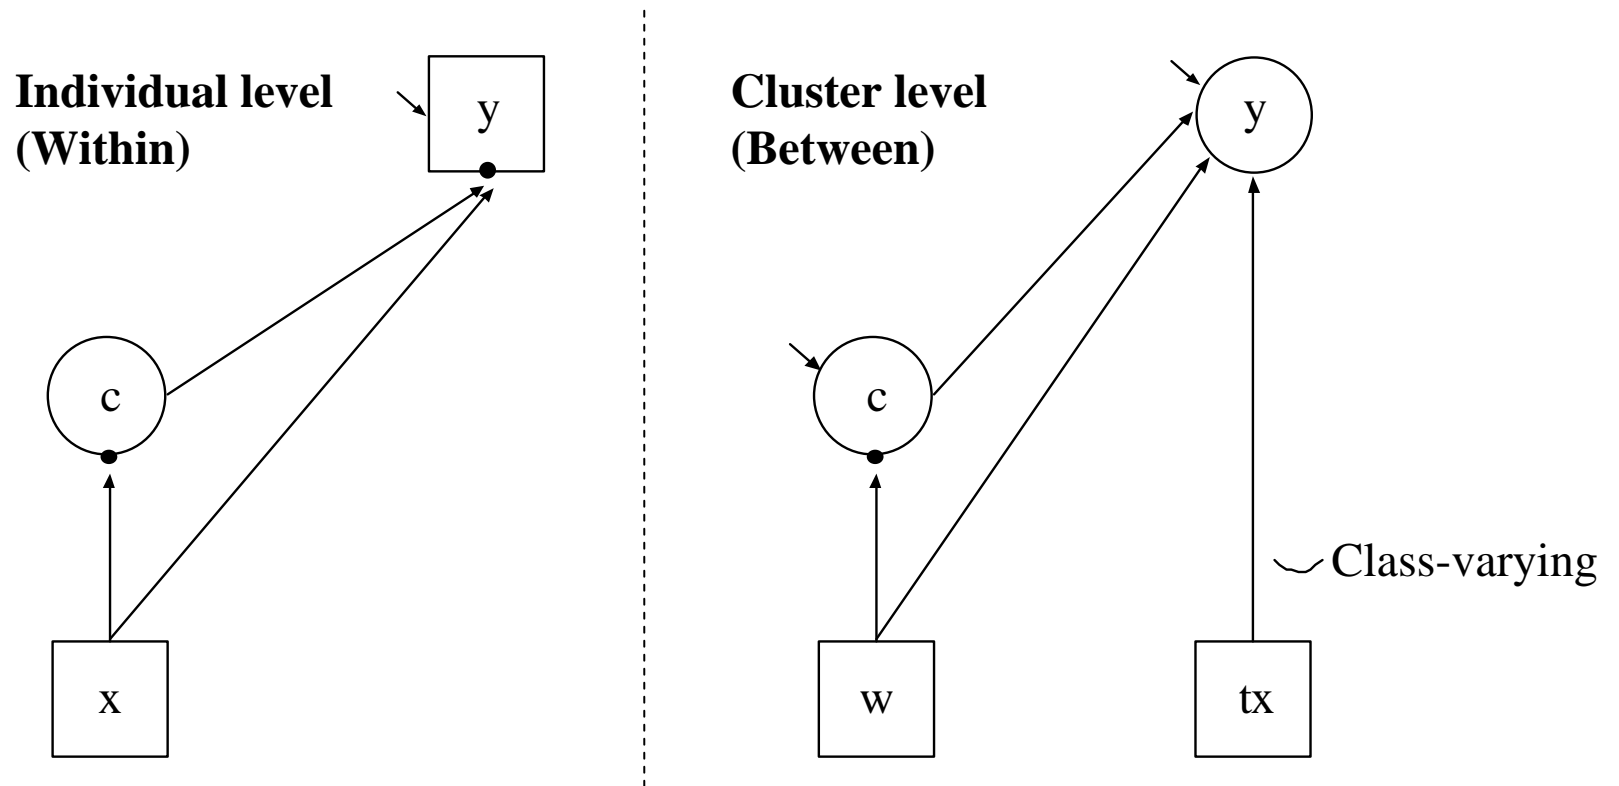 Individual level
(Within)
y
c
x
Cluster level
(Between)
y
c
Class-varying
w
tx